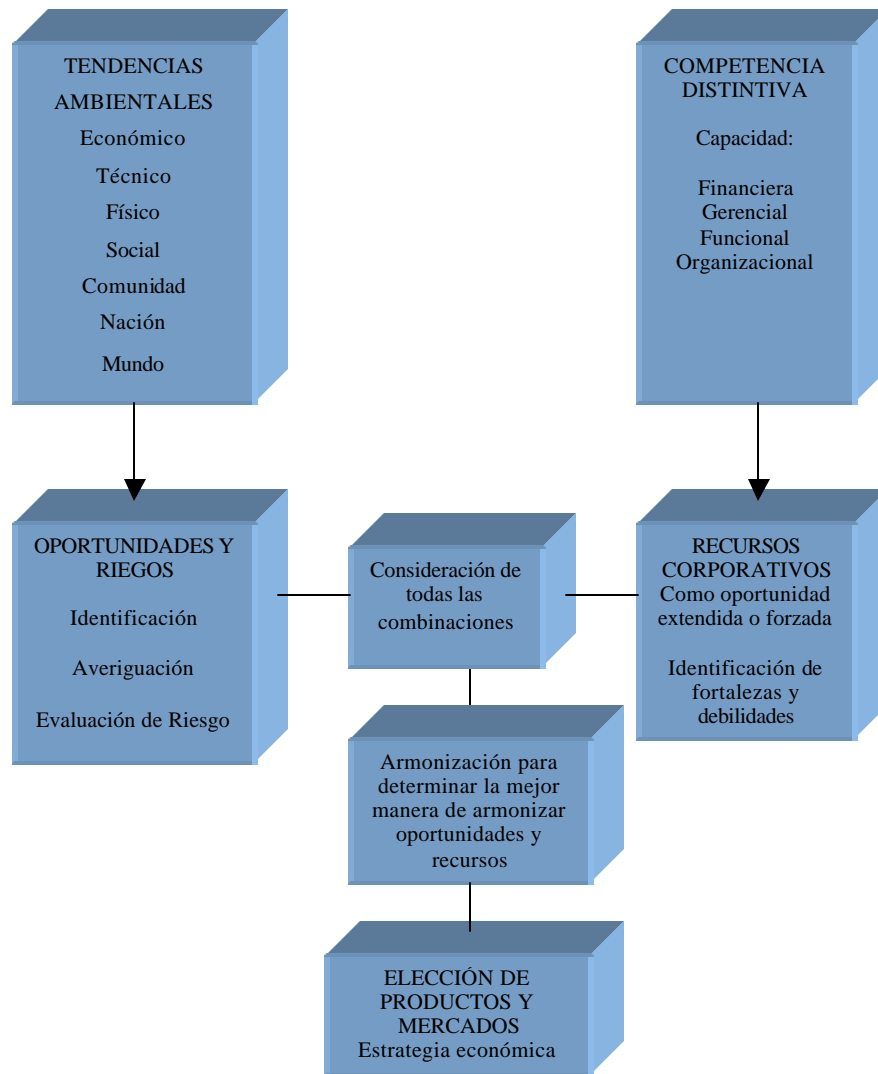 TENDENCIAS
AMBIENTALES
Económico
Técnico
Físico
Social
Comunidad
Nación
Mundo
COMPETENCIA
DISTINTIVA
Capacidad:
Financiera
Gerencial
Funcional
Organizacional
OPORTUNIDADES Y
RIEGOS
Identificación
Averiguación
Evaluación de Riesgo
Consideración de
todas las
combinaciones
RECURSOS
CORPORATIVOS
Como oportunidad
extendida o forzada
Identificación de
fortalezas y
debilidades
Armonización para
determinar la mejor
manera de armonizar
oportunidades y
recursos
ELECCIÓN DE
PRODUCTOS Y
MERCADOS
Estrategia económica